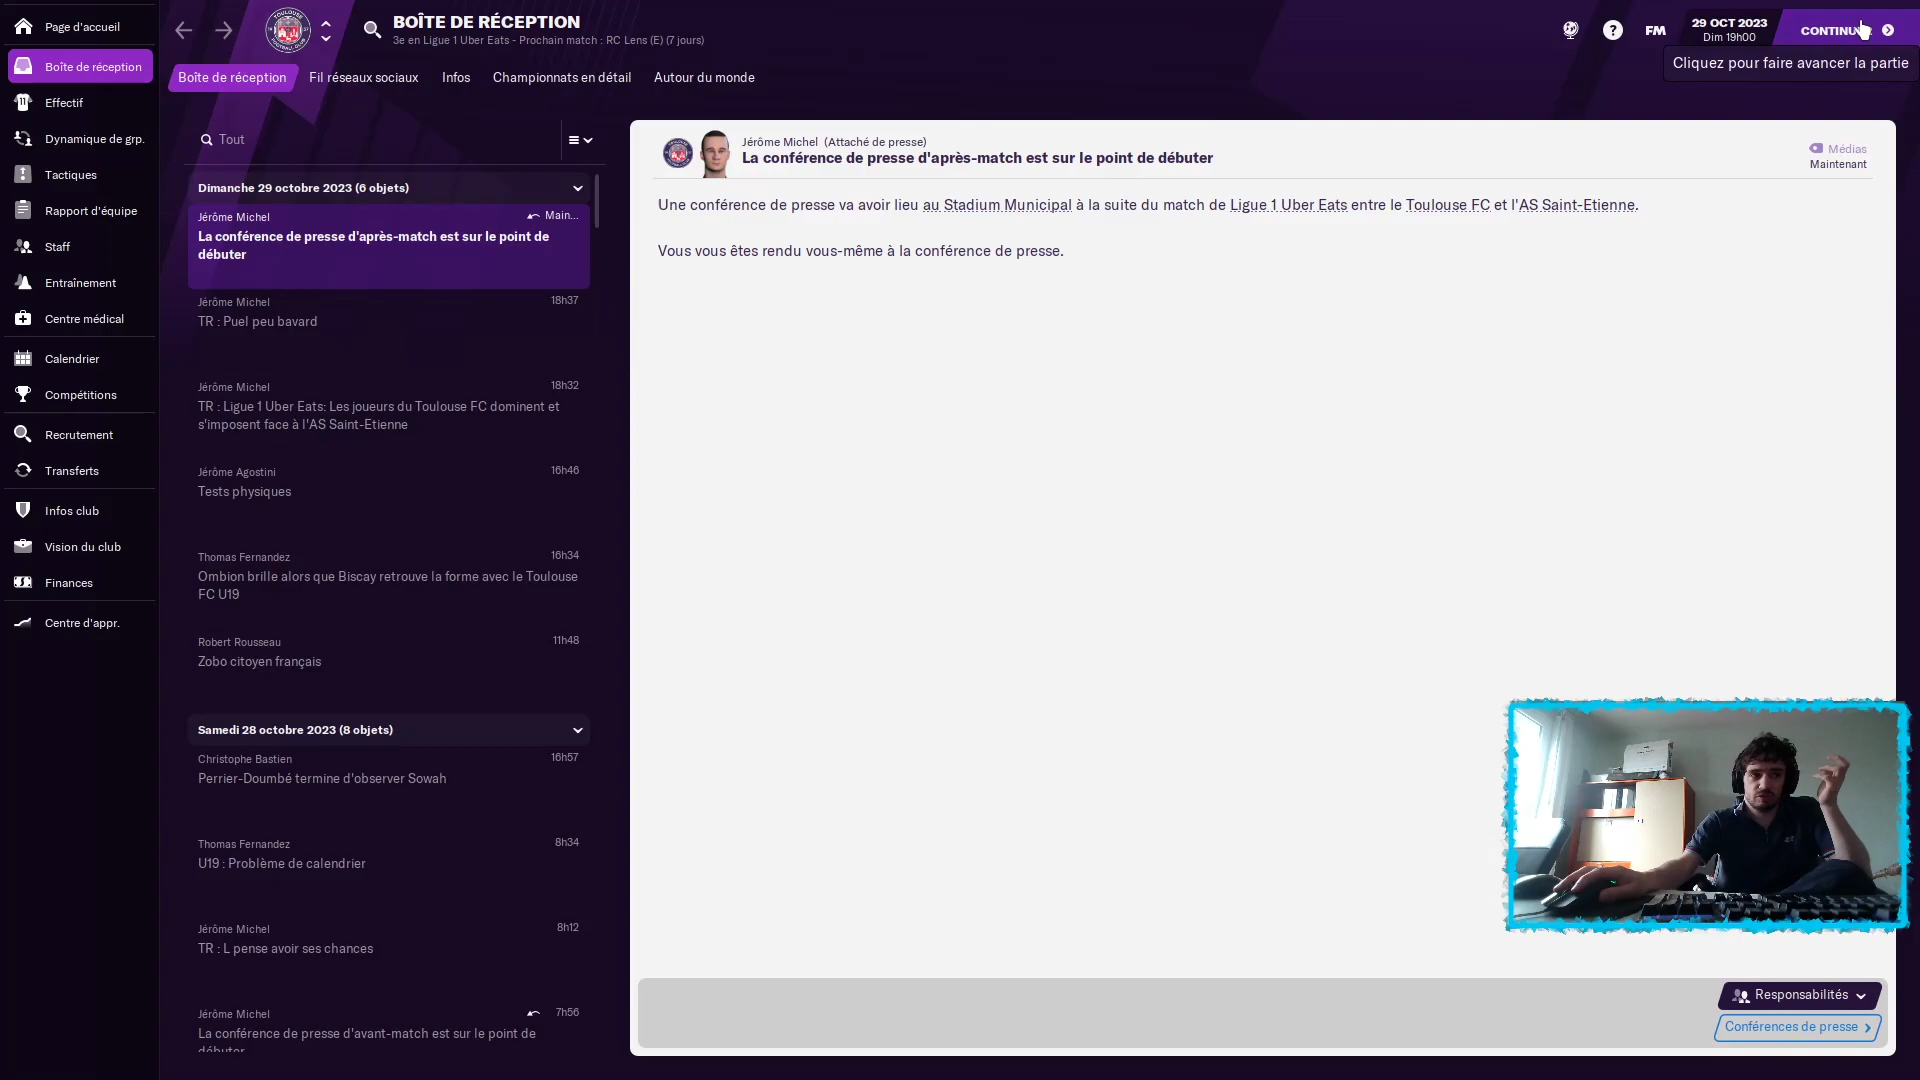 Page d'accueil
Boîte de réception
Effectif
Dynamique de grp.
Tactiques
Rapport d'équipe
Staff
Entraînement
Centre médical
Calendrier
Compétitions
Recrutement
Transferts
Infos club
Vision du club
Finances
Centre d'appr.
BOÎTE DE RÉCEPTION
3e en Ligue 1 Uber Eats - Prochain match : RC Lens (E) (7 jours)
FM
29 OCT 2023
Dim 19h00
Cliquez pour faire avancer la partie
Boîte de réception
Fil réseaux sociaux
Infos
Championnats en détail
Autour du monde
Tout
Dimanche 29 octobre 2023 (6 objets)
Jérôme Michel
Main...
La conférence de presse d'après-match est sur le point de
débuter
Jérôme Michel
18h37
TR : Puel peu bavard
Jérôme Michel
18h32
TR : Ligue 1 Uber Eats: Les joueurs du Toulouse FC dominent et
s'imposent face à l'AS Saint-Etienne
Jérôme Agostini
16h46
Tests physiques
Thomas Fernandez
16h34
Ombion brille alors que Biscay retrouve la forme avec le Toulouse
FC U19
Robert Rousseau
11h48
Zobo citoyen français
Samedi 28 octobre 2023 (8 objets)
Christophe Bastien
16h57
Perrier-Doumbé termine d'observer Sowah
Thomas Fernandez
8h34
U19 : Problème de calendrier
Jérôme Michel
8h12
TR : L pense avoir ses chances
Jérôme Michel
7h56
La conférence de presse d'avant-match est sur le point de
débuter
Jérôme Michel (Attaché de presse)
La conférence de presse d'après-match est sur le point de débuter
Médias
Maintenant
Une conférence de presse va avoir lieu au Stadium Municipal à la suite du match de Ligue 1 Uber Eats entre le Toulouse FC et l'AS Saint-Etienne.
Vous vous êtes rendu vous-même à la conférence de presse.
Responsabilités
Conférences de presse